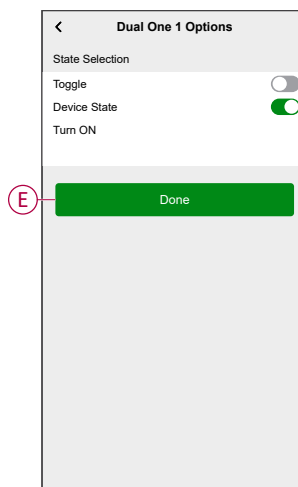 Dual One 1 Options
State Selection
Toggle
Device State
Turn ON
E
Done